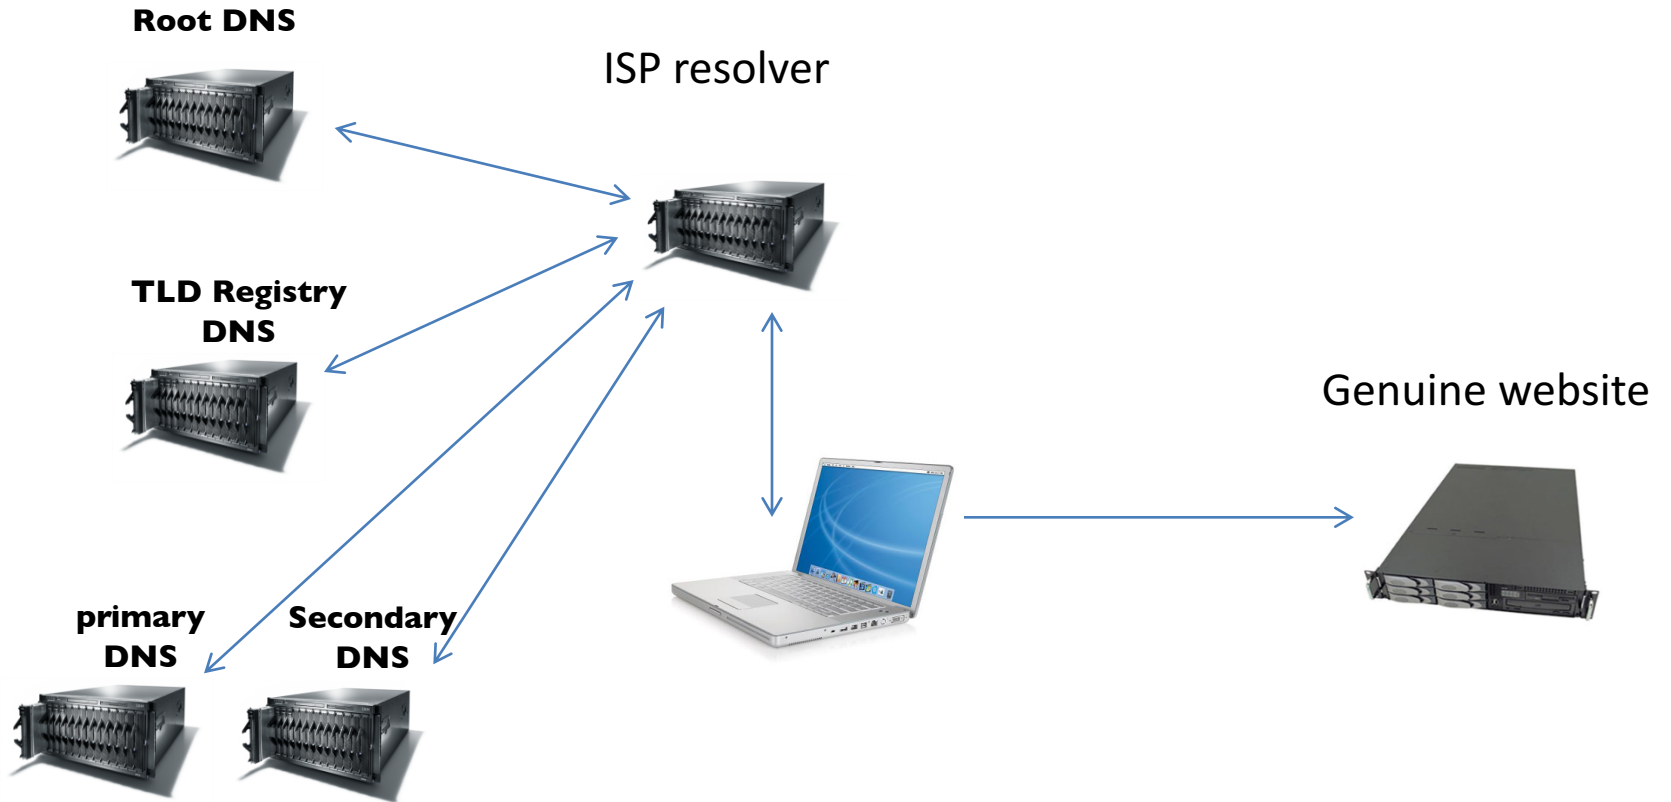 Root DNS
ISP resolver
TLD Registry
DNS
Genuine website
primary
DNS
Secondary
DNS